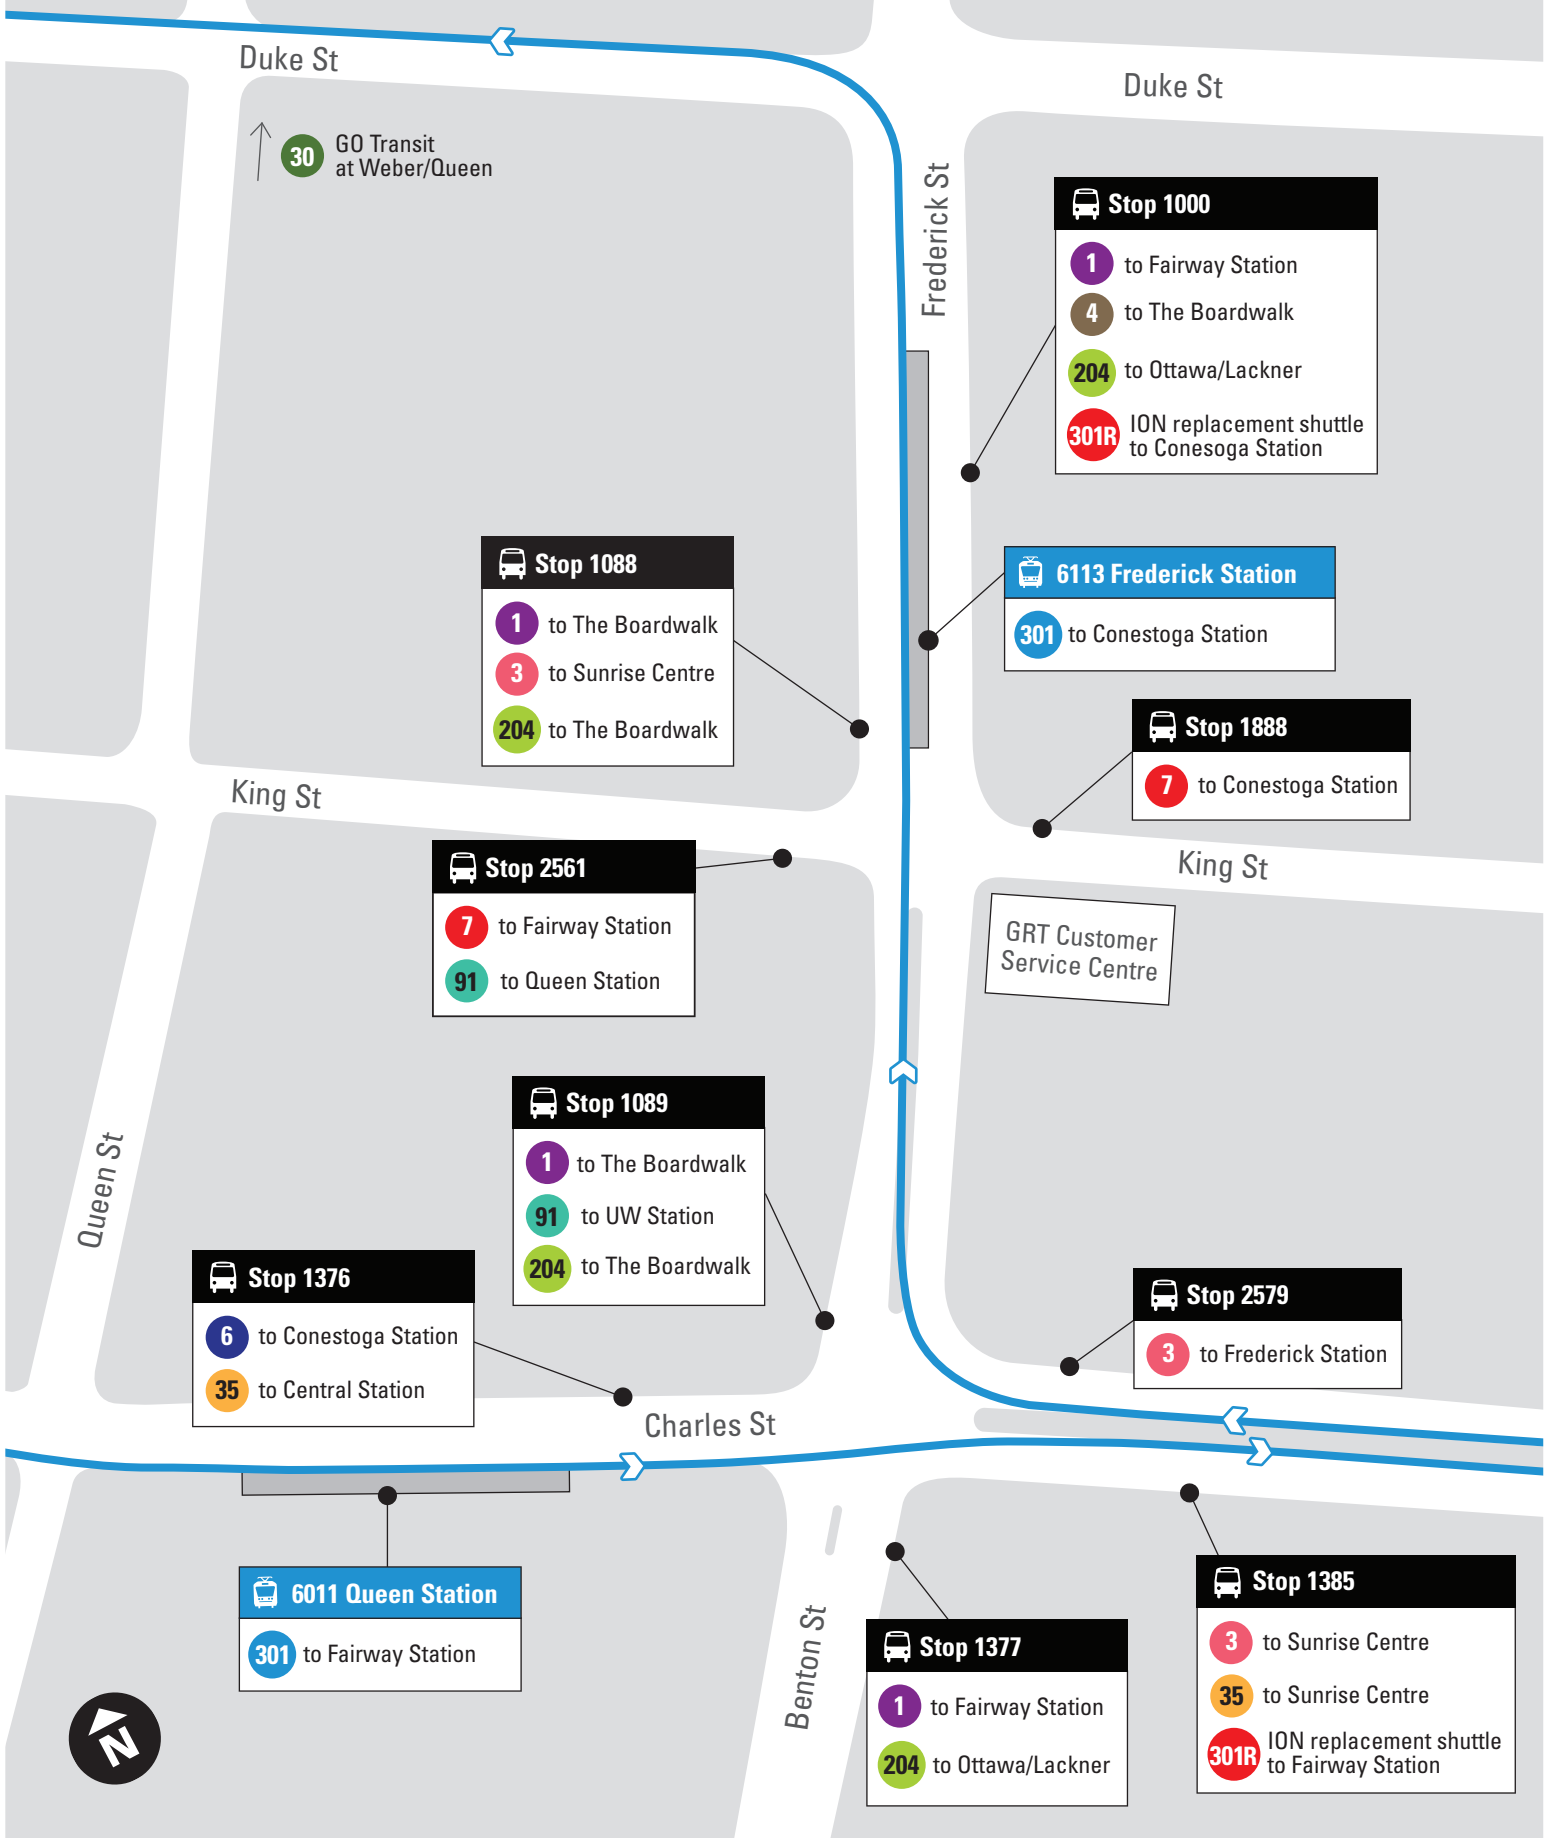 Duke St
Duke St
30
GO Transit
at Weber/Queen
Frederick St
Stop 1000
1 to Fairway Station
4 to The Boardwalk
204 to Ottawa/Lackner
301R ION replacement shuttle
to Conesoga Station
Stop 1088
1 to The Boardwalk
3 to Sunrise Centre
204 to The Boardwalk
6113 Frederick Station
301 to Conestoga Station
Stop 1888
7 to Conestoga Station
King St
King St
Stop 2561
7 to Fairway Station
91 to Queen Station
GRT Customer
Service Centre
Stop 1089
1 to The Boardwalk
91 to UW Station
204 to The Boardwalk
Queen St
Stop 1376
6 to Conestoga Station
35 to Central Station
Stop 2579
3 to Frederick Station
Charles St
6011 Queen Station
301 to Fairway Station
Benton St
Stop 1377
1 to Fairway Station
204 to Ottawa/Lackner
Stop 1385
3 to Sunrise Centre
35 to Sunrise Centre
301R ION replacement shuttle
to Fairway Station
N